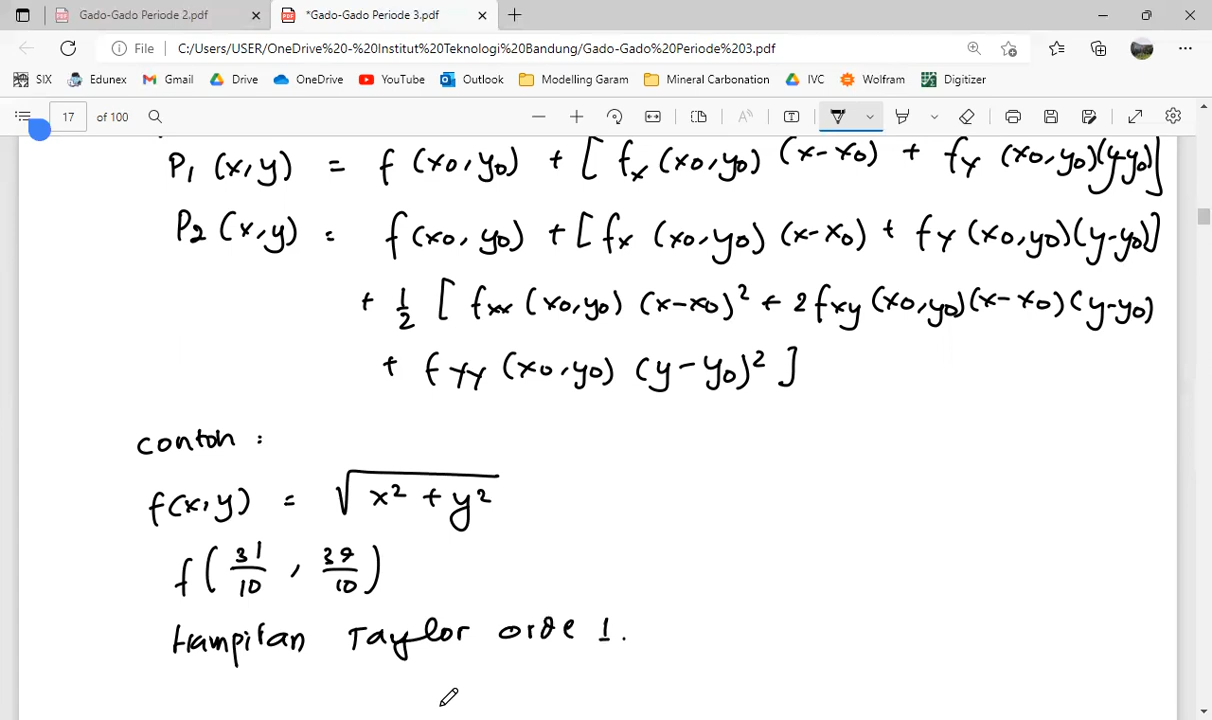 Gado-Gado Periode 2.pdf
*Gado-Gado Periode 3.pdf
File C:/Users/USER/OneDrive%20-%20Institut%20Teknologi%20Bandung/Gado-Gado%20Periode%203.pdf
SIX Edunex Gmail Drive OneDrive YouTube Outlook Modelling Garam Mineral Carbonation IVC Wolfram Digitizer
17 of 100
P₁ (x,y) = f (x₀,y₀) + [ fₓ (x₀,y₀) (x-x₀) + fy (x₀,y₀)(y-y₀)]
P₂ (x,y) = f(x₀,y₀) + [ fx (x₀,y₀) (x-x₀) + fy (x₀,y₀)(y-y₀)]
+ 1/2 [ fxx (x₀,y₀) (x-x₀)² + 2fxy (x₀,y₀)(x-x₀)(y-y₀)
+ fyy (x₀,y₀) (y-y₀)² ]
contoh :
f(x,y) = √(x² + y²)
f(31/10 , 39/10)
Hampiran Taylor orde 1.